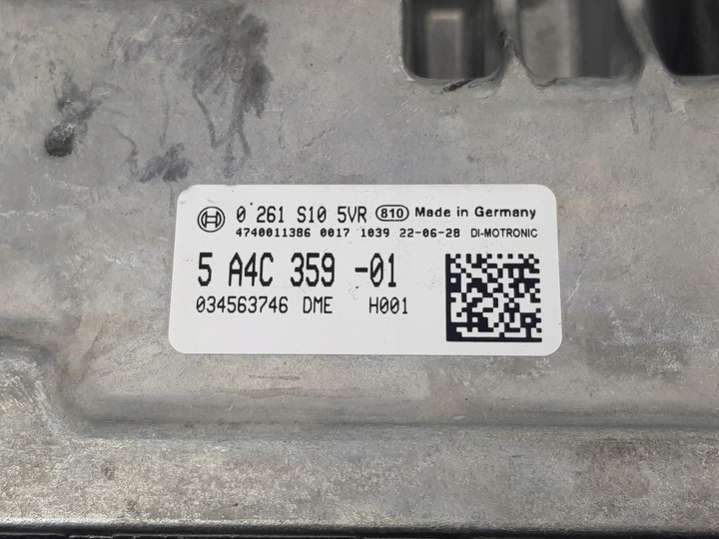 0 261 S10 5VR 810 Made in Germany
4740011386 0017 1039 22-06-28 DI-MOTRONIC
5 A4C 359 -01
034563746 DME H001